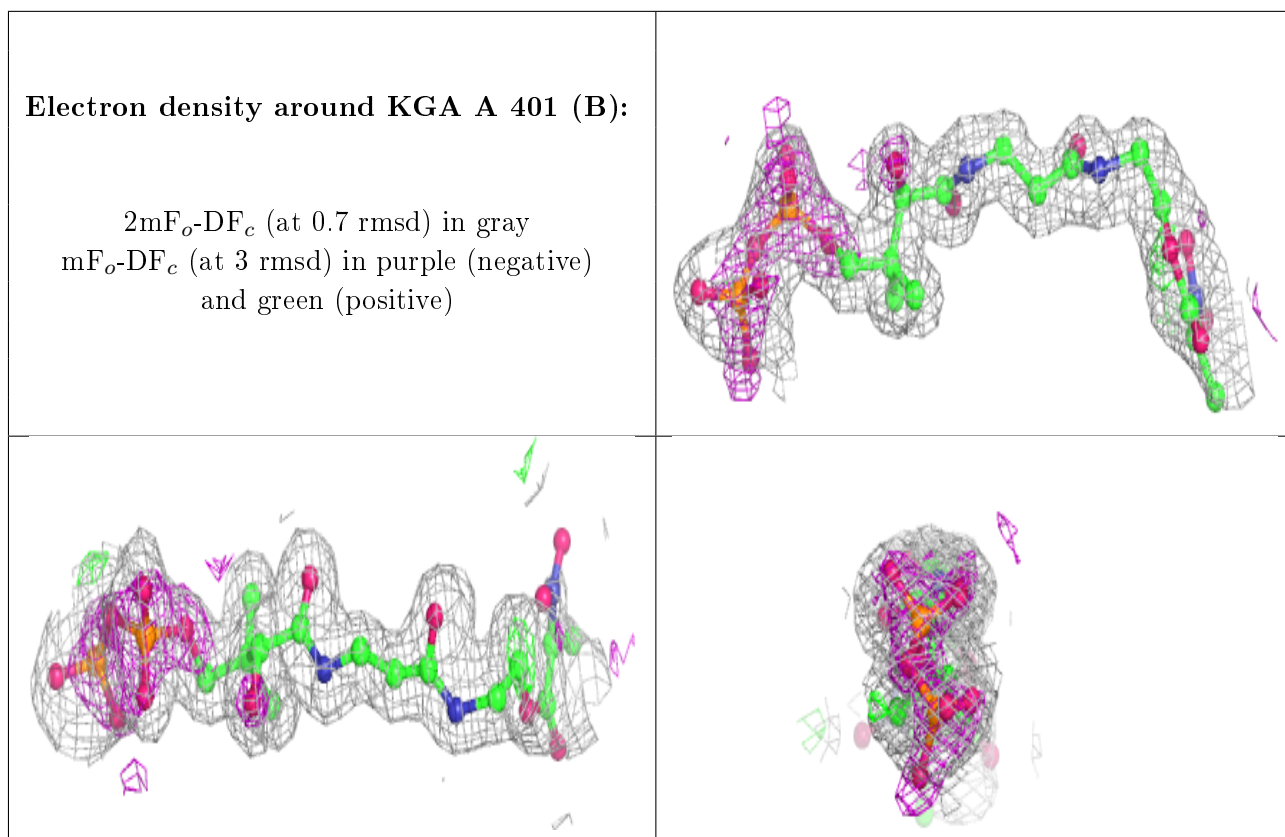 Electron density around KGA A 401 (B):
2mFo-DFc (at 0.7 rmsd) in gray
mFo-DFc (at 3 rmsd) in purple (negative)
and green (positive)